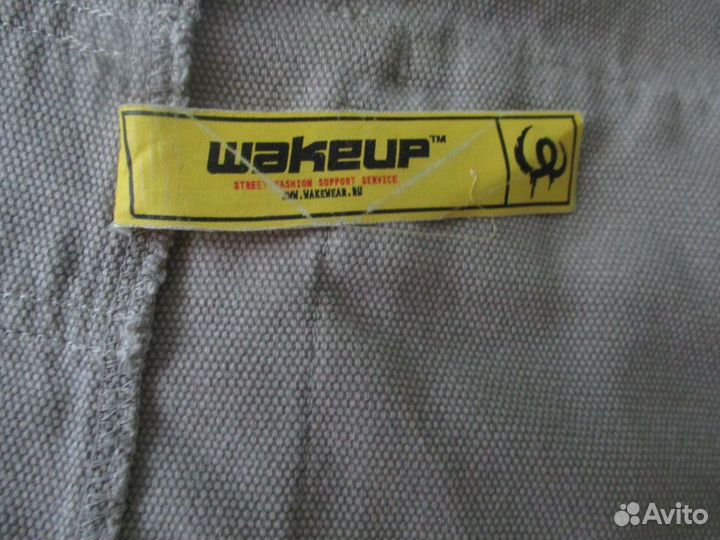 wakeup™
STREET FASHION SUPPORT SERVICE
WWW.WAKEWEAR.RU
Avito